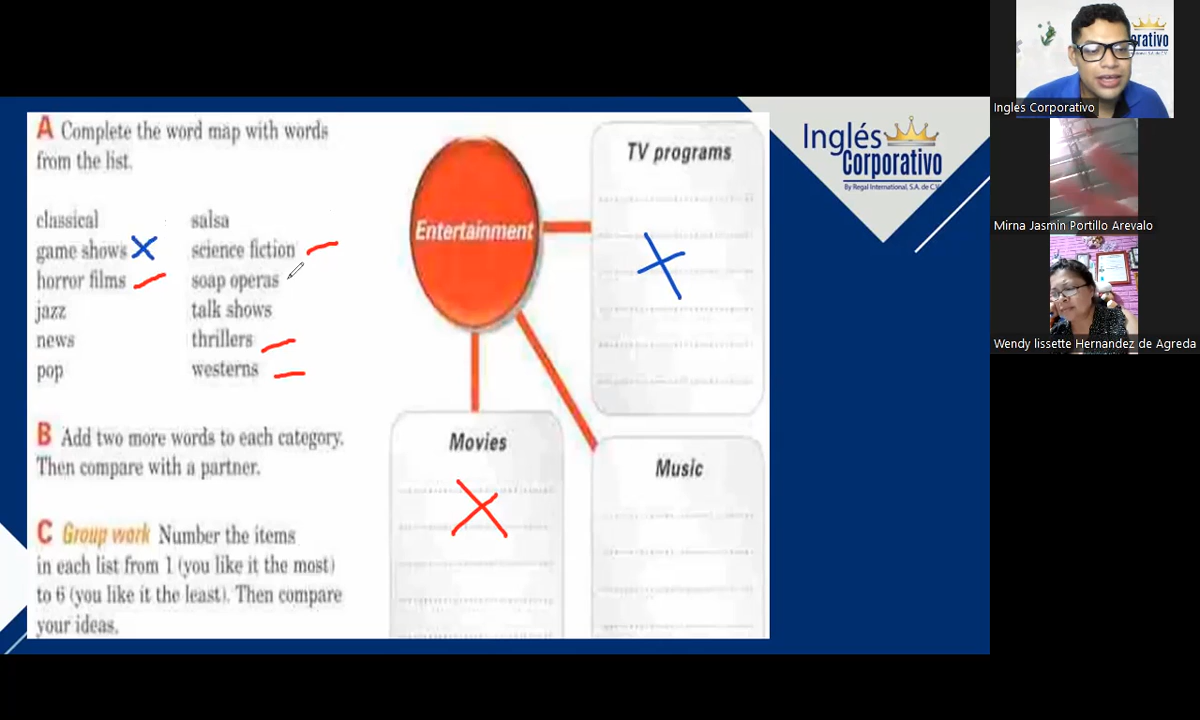 A Complete the word map with words
from the list.
classical
game shows
horror films
jazz
news
pop
salsa
science fiction
soap operas
talk shows
thrillers
westerns
B Add two more words to each category.
Then compare with a partner.
C Group work Number the items
in each list from 1 (you like it the most)
to 6 (you like it the least). Then compare
your ideas.
Entertainment
TV programs
Movies
Music
Inglés
Corporativo
By Regal International, S.A. de C.V.
orativo
Ingles Corporativo
Mirna Jasmin Portillo Arevalo
Wendy lissette Hernandez de Agreda